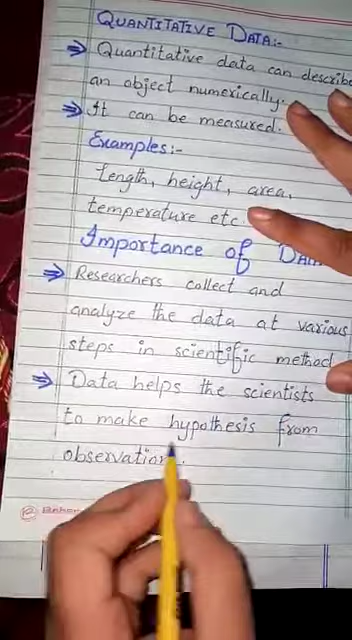 QUANTITATIVE DATA:-
⇒ Quantitative data can describe
an object numerically.
⇒ It can be measured.
Examples:-
Length, height, area,
temperature etc.
Importance of DATA
⇒ Researchers collect and
analyze the data at various
steps in scientific method
⇒ Data helps the scientists
to make hypothesis from
observation.